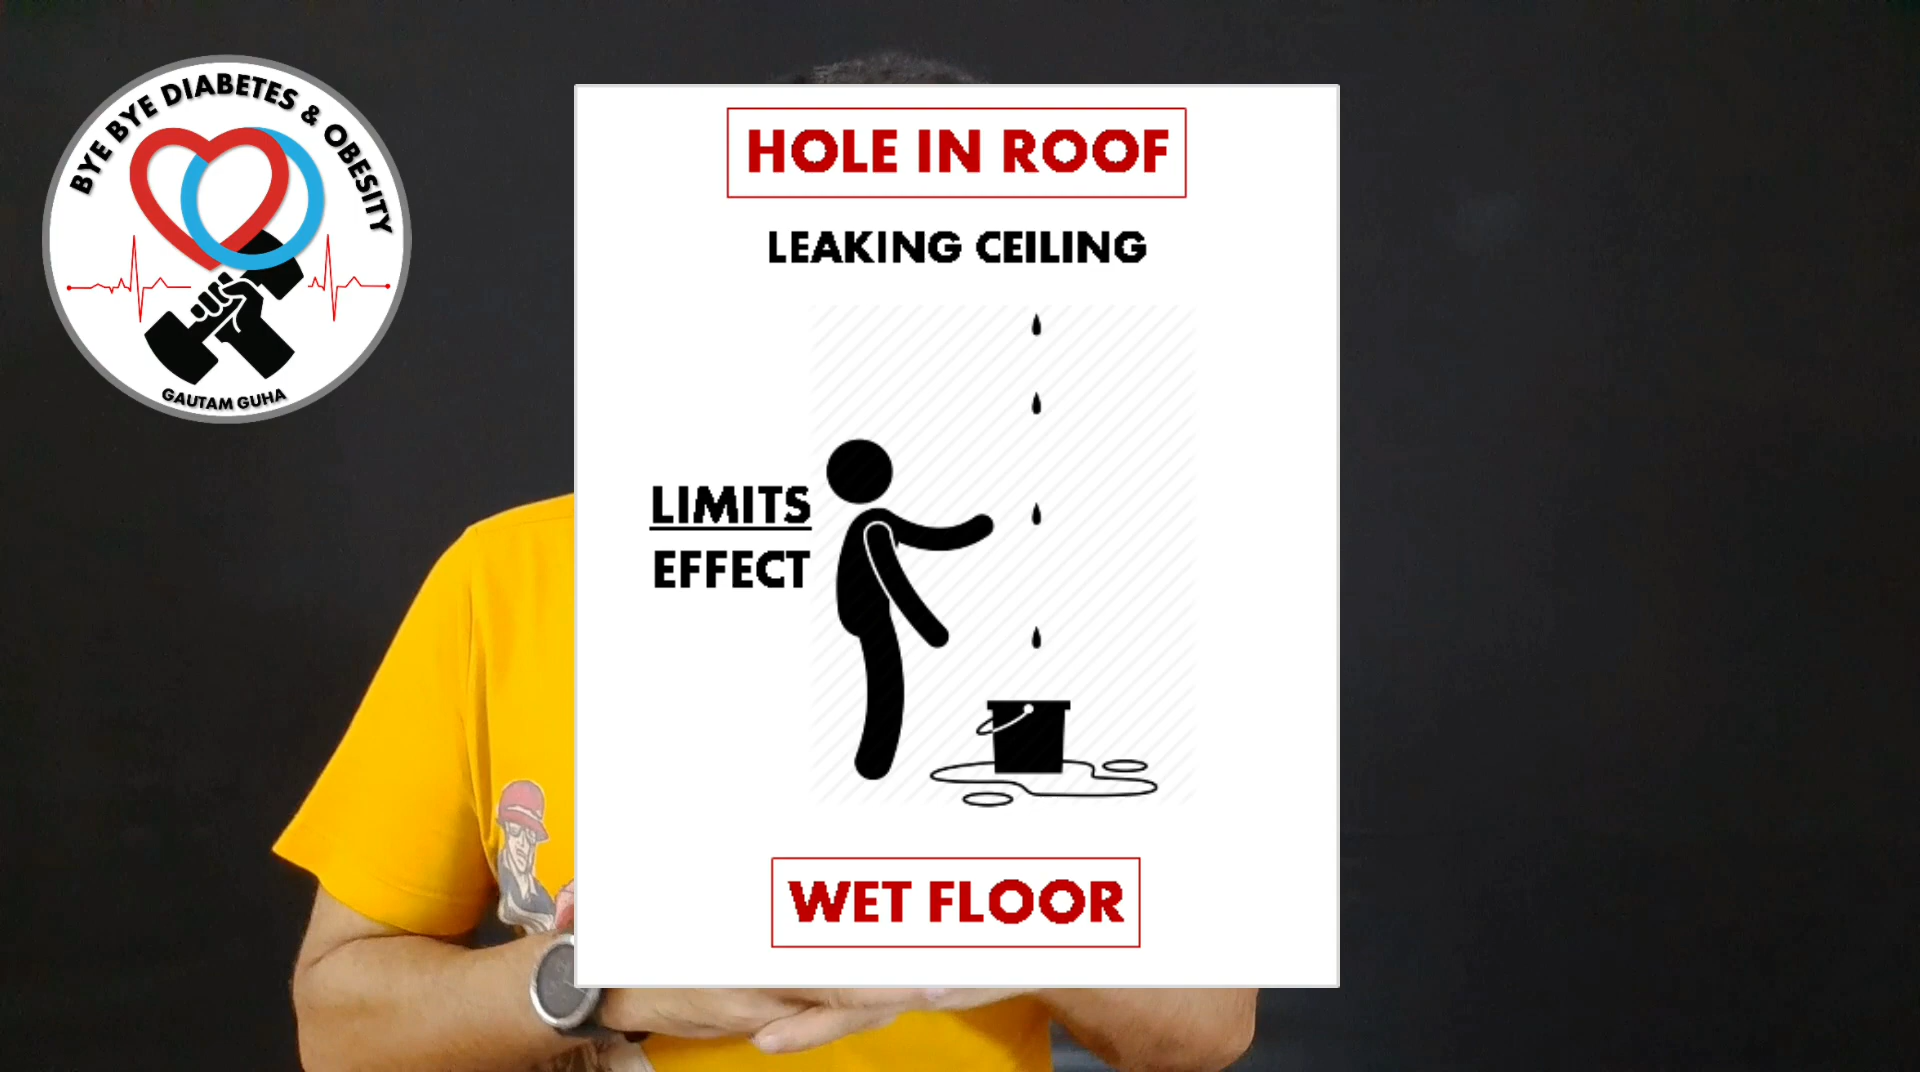 BYE BYE DIABETES & OBESITY
GAUTAM GUHA
HOLE IN ROOF
LEAKING CEILING
LIMITS
EFFECT
WET FLOOR